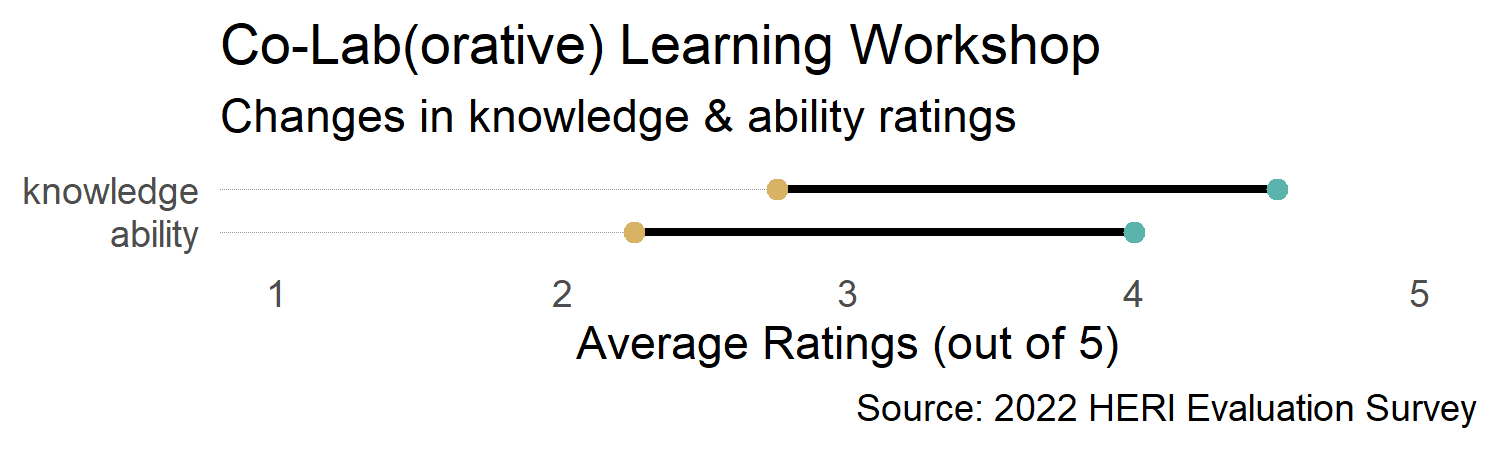 Co-Lab(orative) Learning Workshop
Changes in knowledge & ability ratings
knowledge
ability
1 2 3 4 5
Average Ratings (out of 5)
Source: 2022 HERI Evaluation Survey